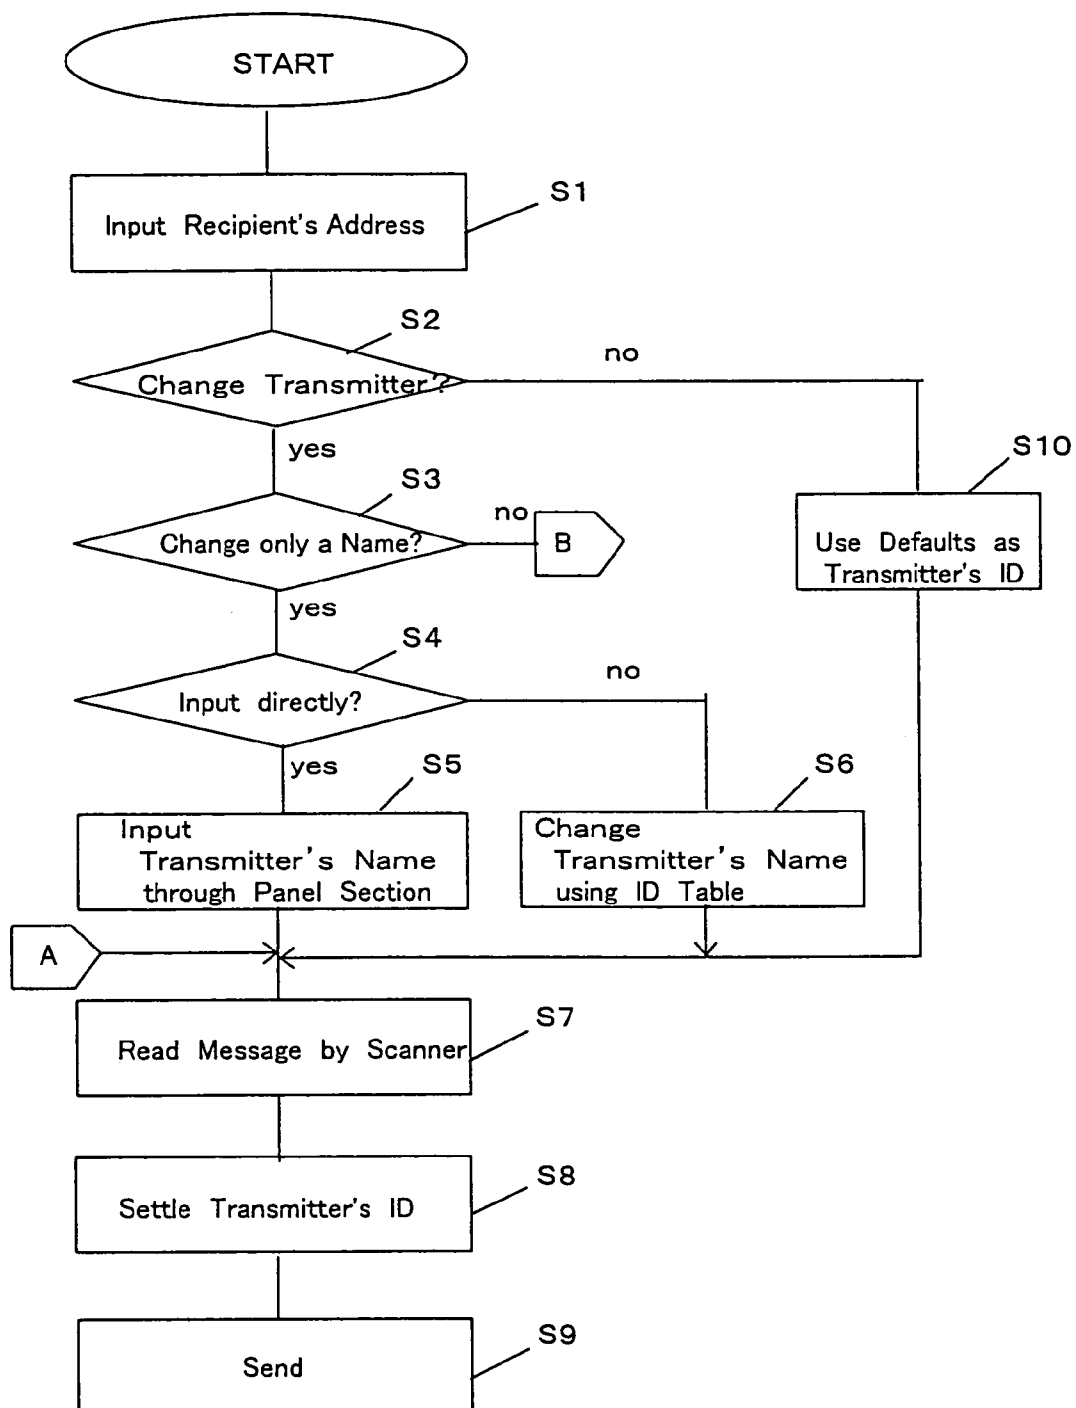 START
S1
Input Recipient's Address
S2
no
Change Transmitter?
yes
S10
S3
no
B
Change only a Name?
Use Defaults as
Transmitter's ID
yes
S4
no
Input directly?
yes
S5
S6
Input
Transmitter's Name
through Panel Section
Change
Transmitter's Name
using ID Table
A
S7
Read Message by Scanner
S8
Settle Transmitter's ID
S9
Send